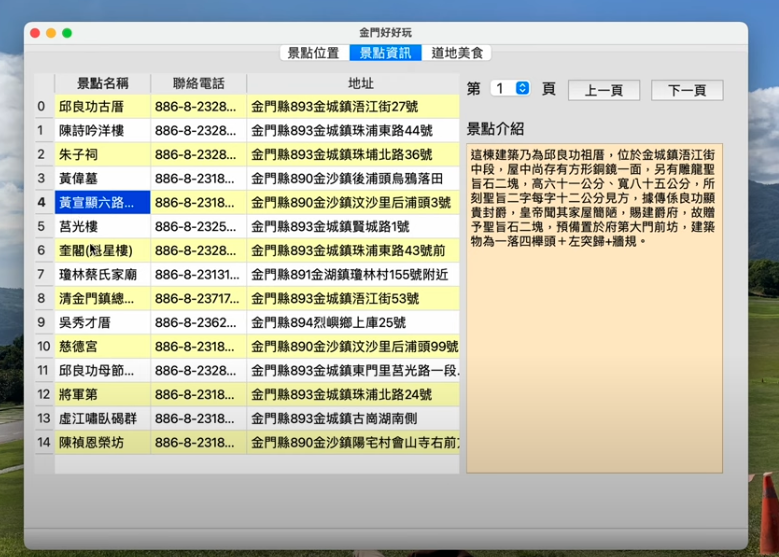 金門好好玩
景點位置 景點資訊 道地美食
景點名稱 聯絡電話 地址
0 邱良功古厝 886-8-2328... 金門縣893金城鎮浯江街27號
1 陳詩吟洋樓 886-8-2328... 金門縣893金城鎮珠浦東路44號
2 朱子祠 886-8-2328... 金門縣893金城鎮珠埔北路36號
3 黃偉墓 886-8-2318... 金門縣890金沙鎮後浦頭烏鴉落田
4 黃宣顯六路... 886-8-2318... 金門縣890金沙鎮汶沙里后浦頭3號
5 莒光樓 886-8-2325... 金門縣893金城鎮賢城路1號
6 奎閣(魁星樓) 886-8-2328... 金門縣893金城鎮珠浦東路43號前
7 瓊林蔡氏家廟 886-8-23131... 金門縣891金湖鎮瓊林村155號附近
8 清金門鎮總... 886-8-23717... 金門縣893金城鎮浯江街53號
9 吳秀才厝 886-8-2362... 金門縣894烈嶼鄉上庫25號
10 慈德宮 886-8-2318... 金門縣890金沙鎮汶沙里后浦頭99號
11 邱良功母節... 886-8-2328... 金門縣893金城鎮東門里莒光路一段.
12 將軍第 886-8-2318... 金門縣893金城鎮珠浦北路24號
13 虛江嘯臥碣群 886-8-2318... 金門縣893金城鎮古崗湖南側
14 陳禎恩榮坊 886-8-2318... 金門縣890金沙鎮陽宅村會山寺右前
第 1 頁 上一頁 下一頁
景點介紹
這棟建築乃為邱良功祖厝，位於金城鎮浯江街
中段，屋中尚存有方形銅鏡一面，另有雕龍聖
旨石二塊，高六十一公分、寬八十五公分，所
刻聖旨二字每字十二公分見方，據傳係良功顯
貴封爵，皇帝聞其家屋簡陋，賜建爵府，故贈
予聖旨石二塊，預備置於府第大門前坊，建築
物為一落四櫸頭＋左突歸+牆規。